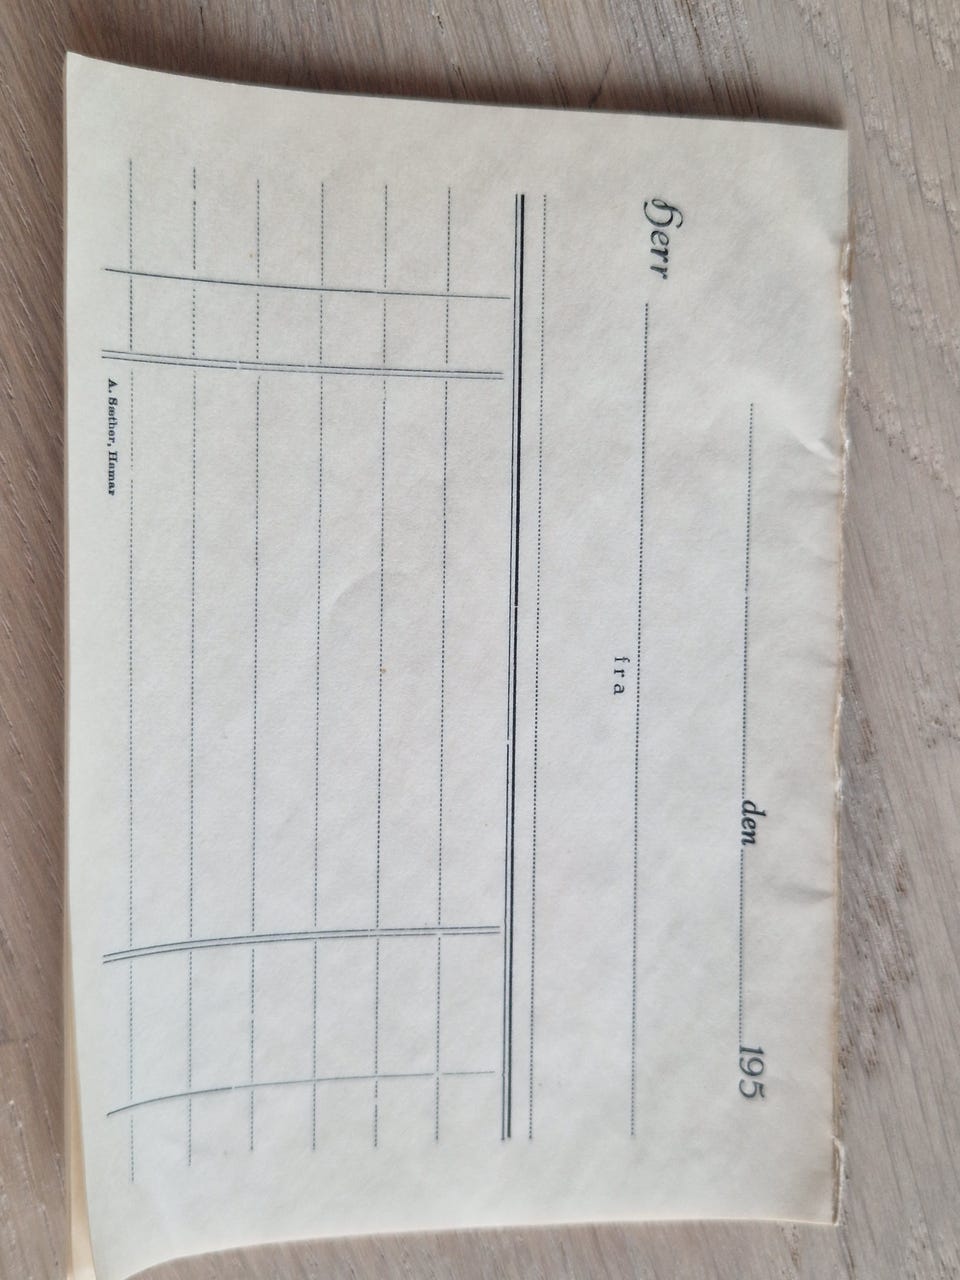 den 195
Herr
fra
A. Sæther, Hamar